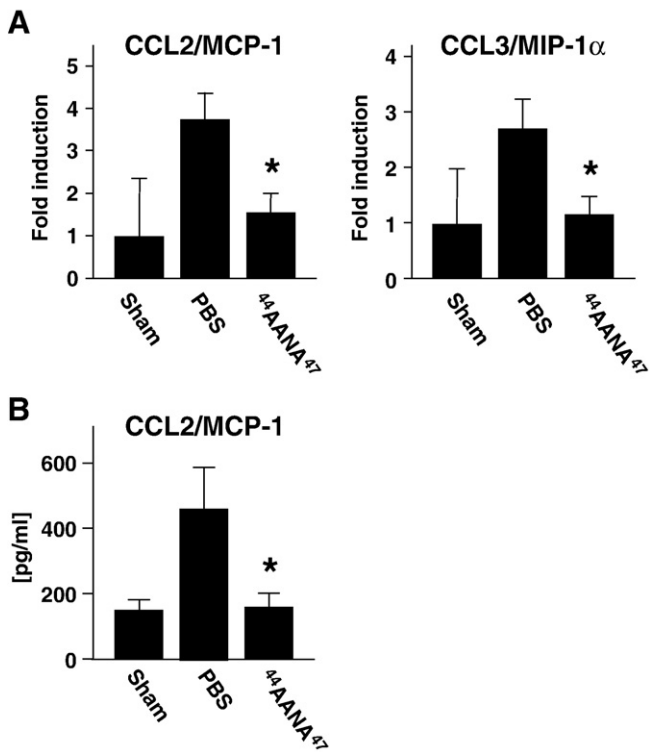 A
CCL2/MCP-1
Fold induction
5
4
3
2
1
0
*
Sham
PBS
⁴⁴AANA⁴⁷
CCL3/MIP-1α
Fold induction
4
3
2
1
0
*
Sham
PBS
⁴⁴AANA⁴⁷
B
CCL2/MCP-1
[pg/ml]
600
400
200
0
*
Sham
PBS
⁴⁴AANA⁴⁷